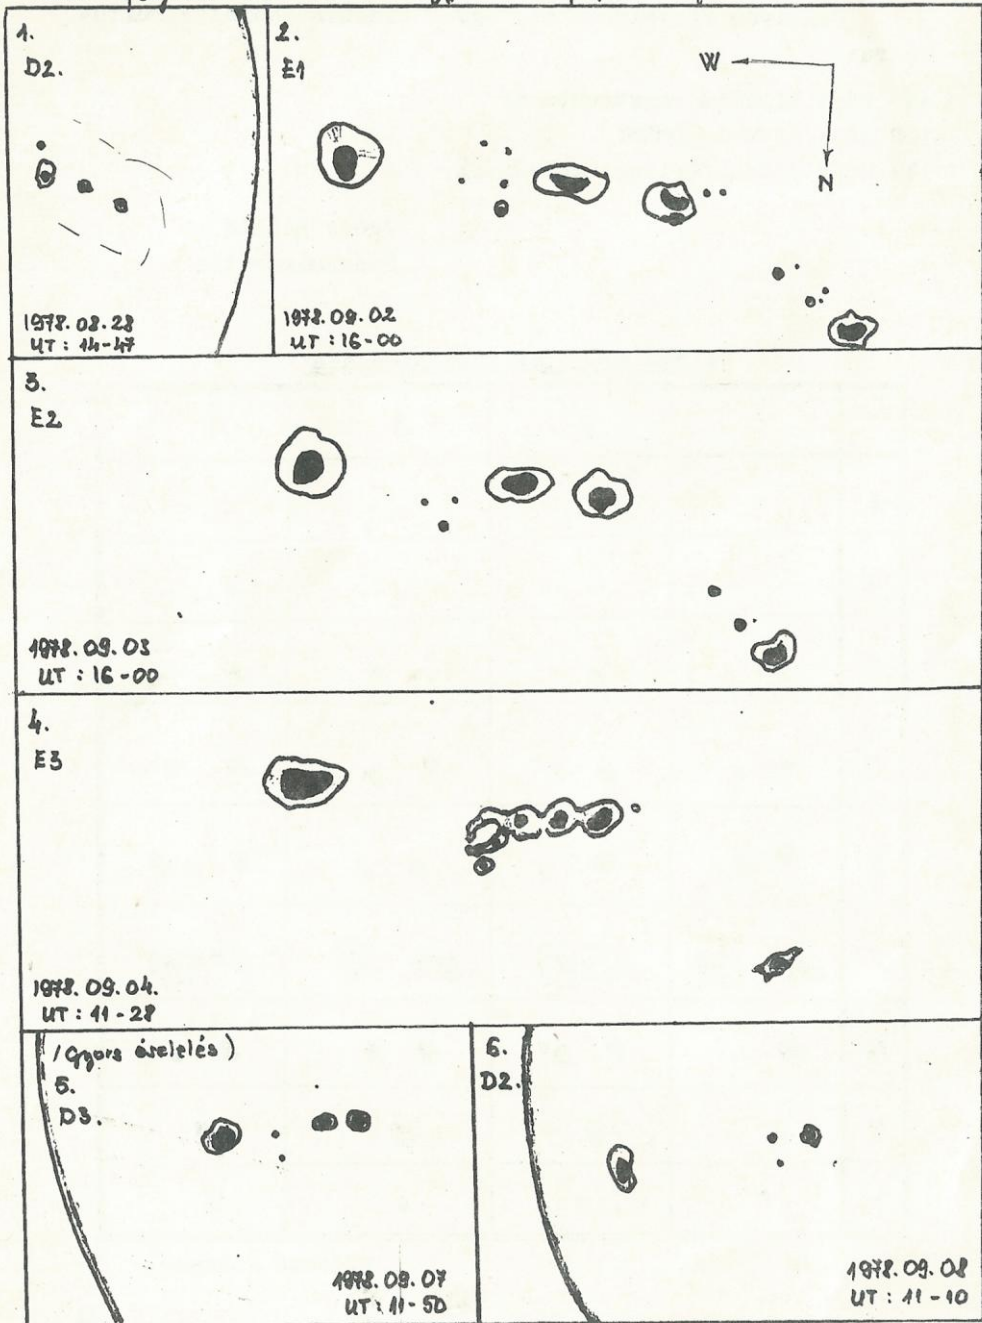 1.
D2.
1978.08.28
UT: 14-47
2.
E1
W
N
1978.09.02
UT: 16-00
3.
E2
1978.09.03
UT: 16-00
4.
E3
1978.09.04.
UT: 11-28
/Gyors
5.
D3.
1978.09.07
UT: 11-50
6.
D2.
1978.09.08
UT: 11-10